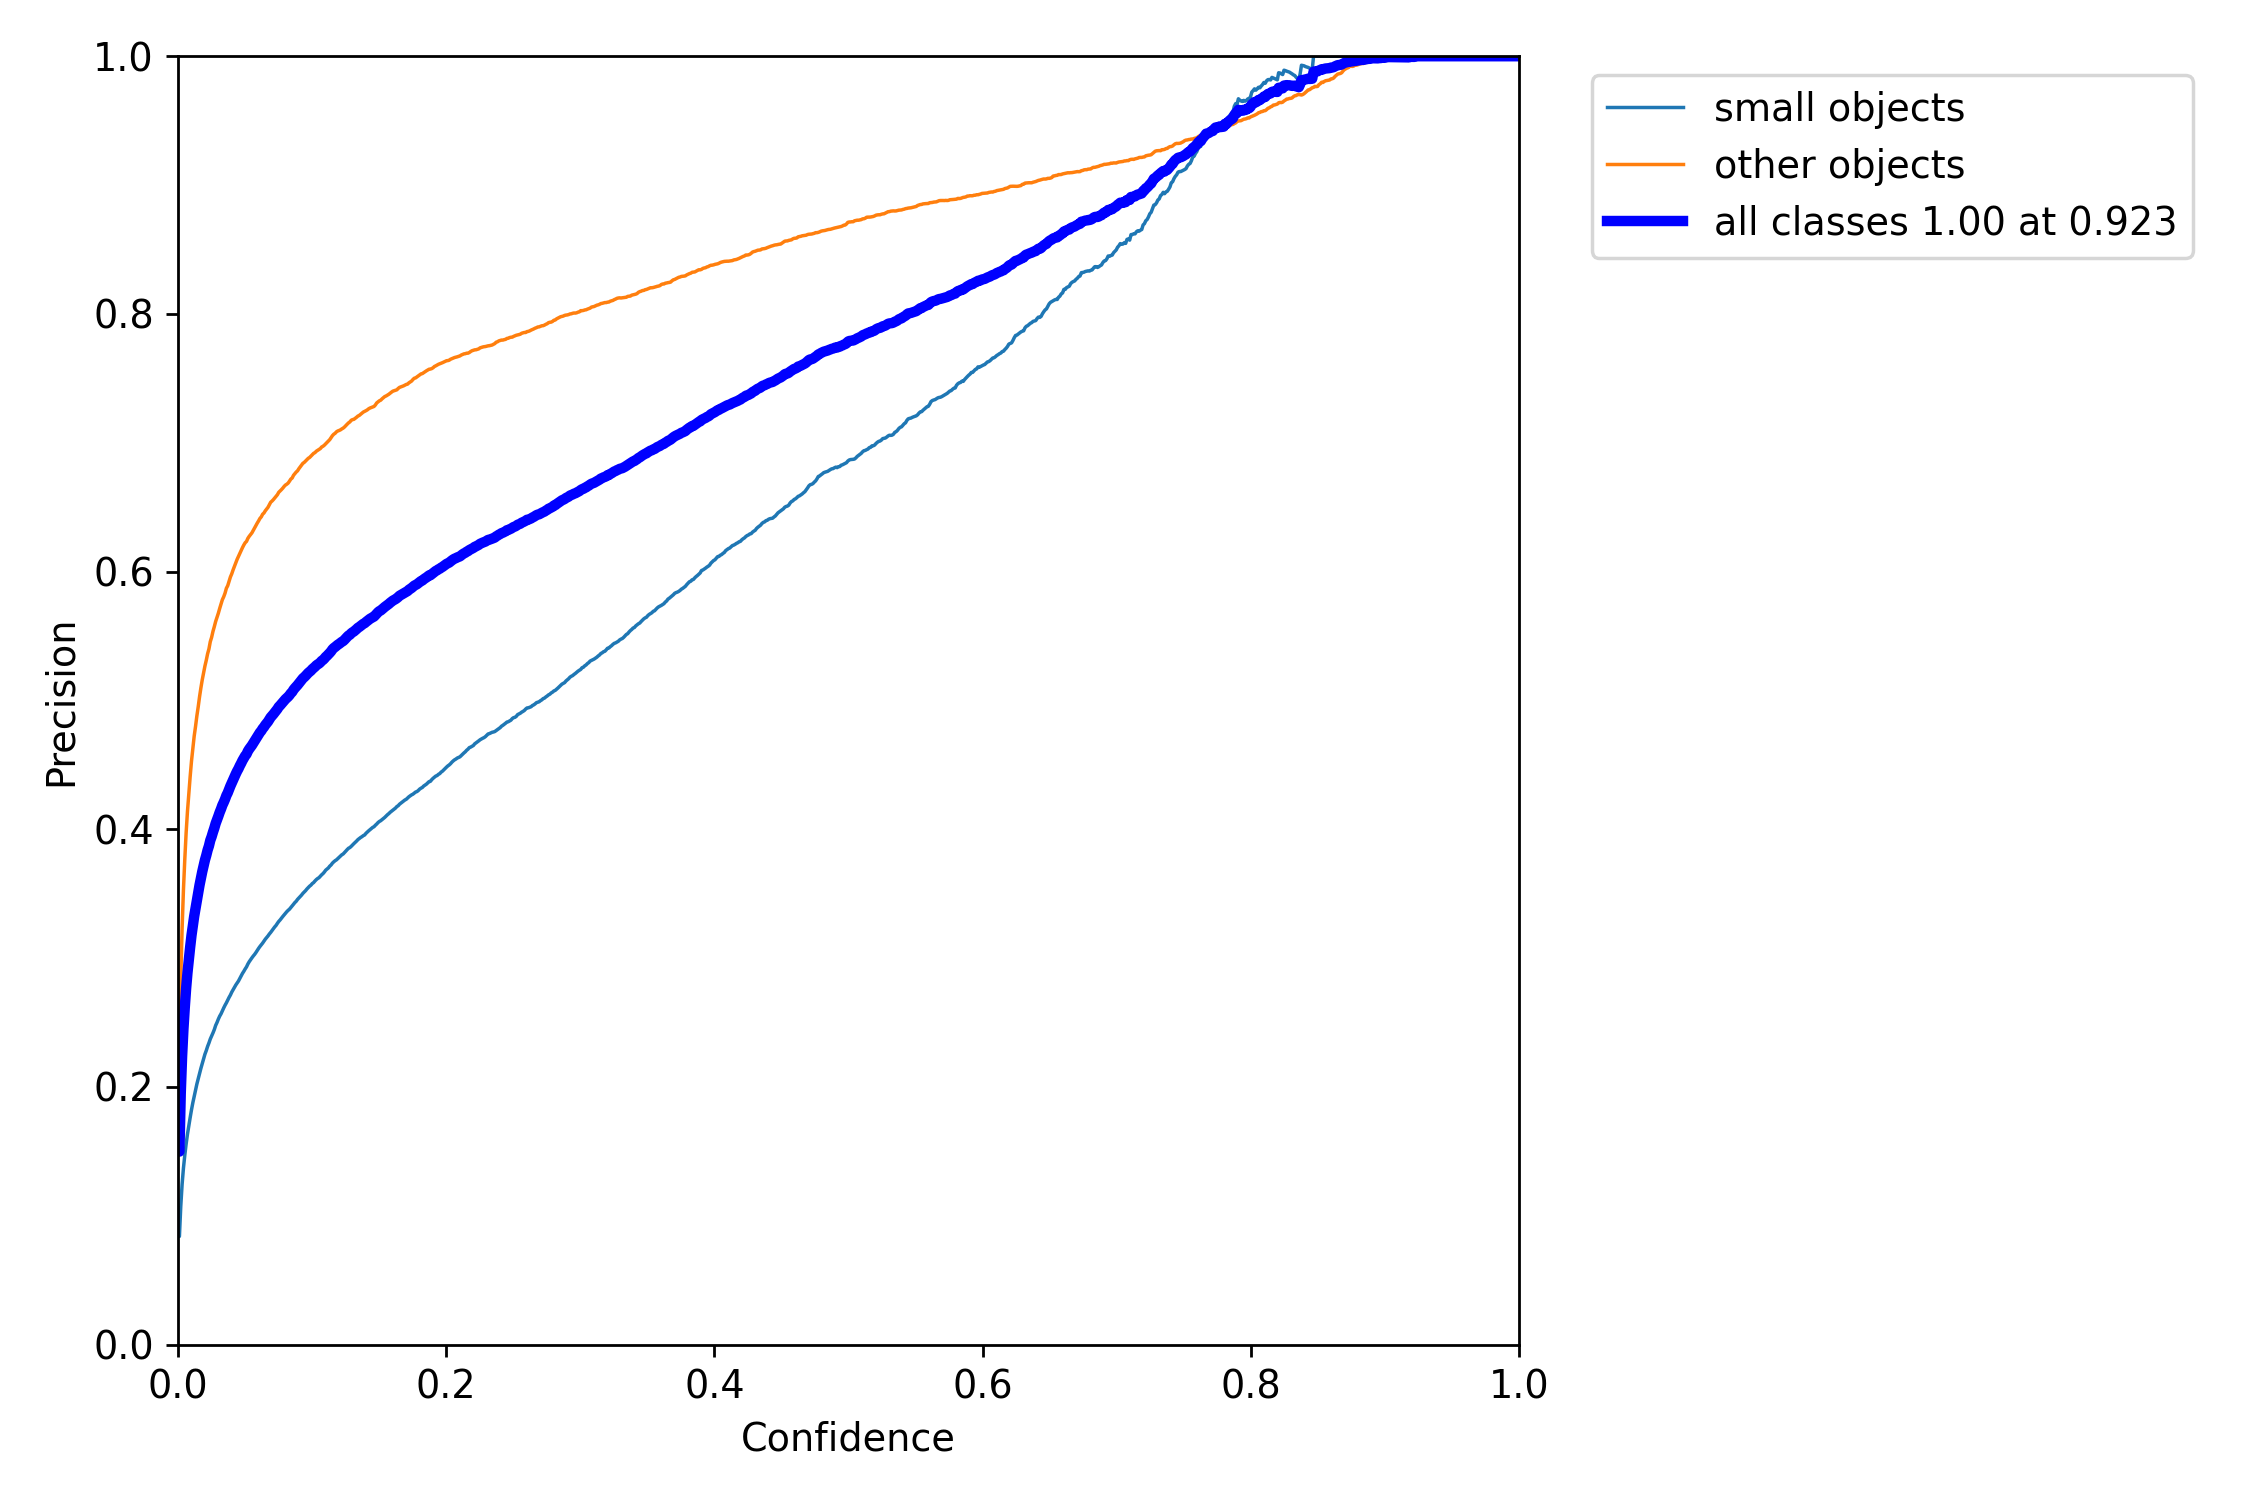 1.0
0.8
0.6
0.4
0.2
0.0
Precision
0.0 0.2 0.4 0.6 0.8 1.0
Confidence
small objects
other objects
all classes 1.00 at 0.923